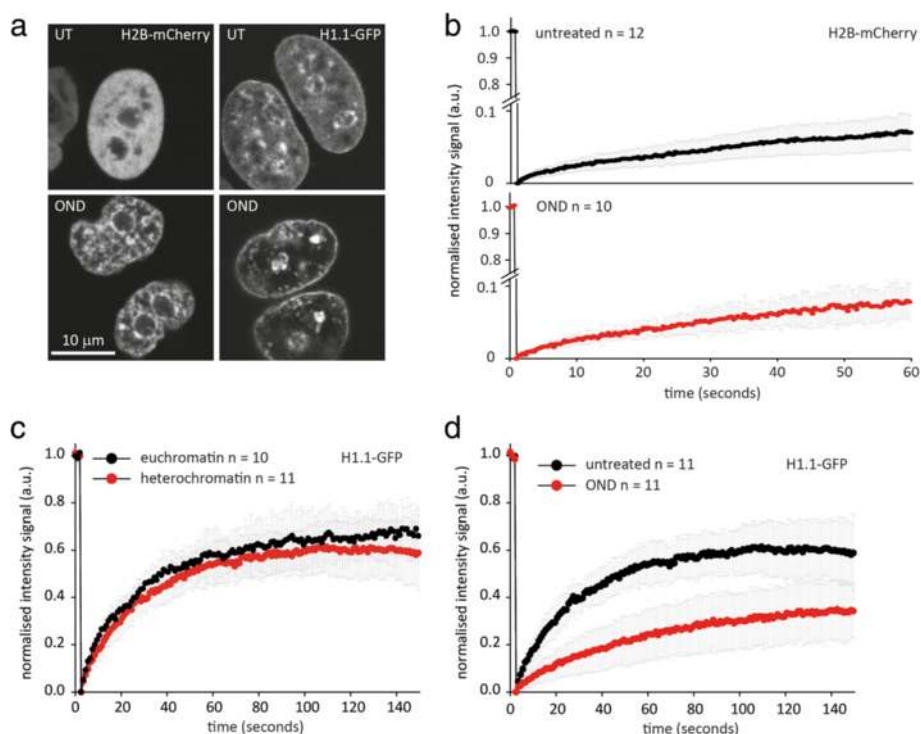 a
UT H2B-mCherry
UT H1.1-GFP
OND
OND
10 μm
b
untreated n = 12
H2B-mCherry
1.0
0.9
0.8
0.1
0
OND n = 10
1.0
0.9
0.8
0.1
0
normalised intensity signal (a.u.)
0 10 20 30 40 50 60
time (seconds)
c
euchromatin n = 10
heterochromatin n = 11
H1.1-GFP
1.0
0.8
0.6
0.4
0.2
0.0
normalised intensity signal (a.u.)
0 20 40 60 80 100 120 140
time (seconds)
d
untreated n = 11
OND n = 11
H1.1-GFP
1.0
0.8
0.6
0.4
0.2
0.0
normalised intensity signal (a.u.)
0 20 40 60 80 100 120 140
time (seconds)